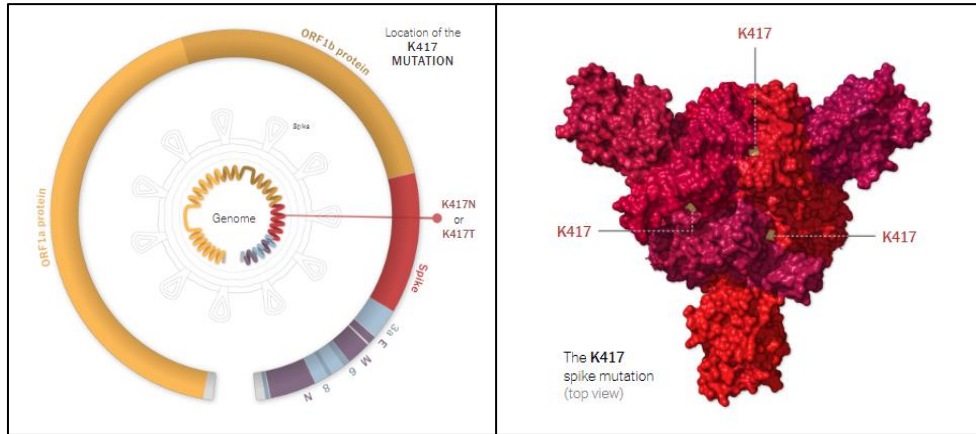 Location of the
K417
MUTATION
ORF1b protein
ORF1a protein
Spike
Genome
K417N
or
K417T
Spike
3a
E
M
6
8
N
K417
K417
K417
The K417
spike mutation
(top view)